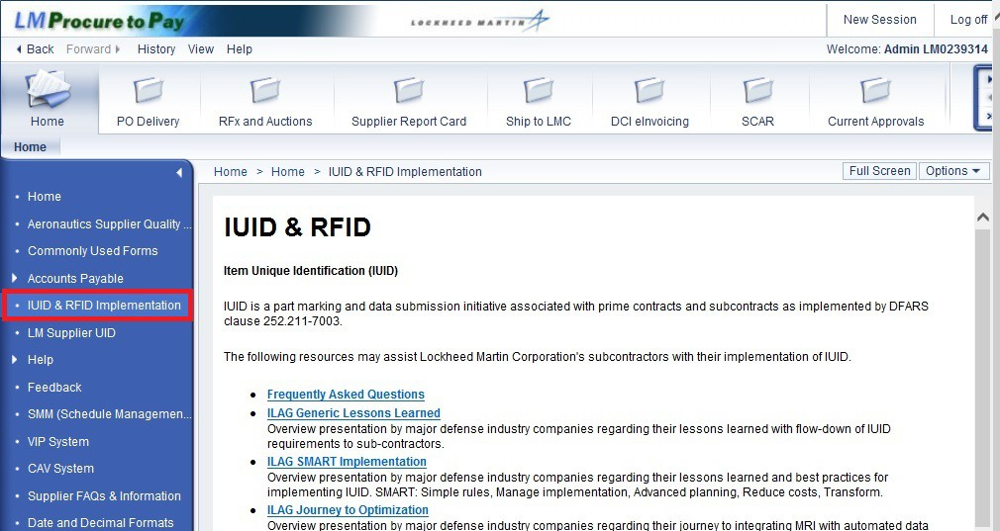 LM Procure to Pay
LOCKHEED MARTIN
New Session
Log off
Back Forward History View Help
Welcome: Admin LM0239314
Home
PO Delivery
RFx and Auctions
Supplier Report Card
Ship to LMC
DCI eInvoicing
SCAR
Current Approvals
Home
Home > Home > IUID & RFID Implementation
Full Screen
Options
Home
Aeronautics Supplier Quality ...
Commonly Used Forms
Accounts Payable
IUID & RFID Implementation
LM Supplier UID
Help
Feedback
SMM (Schedule Managemen...
VIP System
CAV System
Supplier FAQs & Information
Date and Decimal Formats
IUID & RFID
Item Unique Identification (IUID)
IUID is a part marking and data submission initiative associated with prime contracts and subcontracts as implemented by DFARS
clause 252.211-7003.
The following resources may assist Lockheed Martin Corporation's subcontractors with their implementation of IUID.
• Frequently Asked Questions
• ILAG Generic Lessons Learned
Overview presentation by major defense industry companies regarding their lessons learned with flow-down of IUID
requirements to sub-contractors.
• ILAG SMART Implementation
Overview presentation by major defense industry companies regarding their lessons learned and best practices for
implementing IUID. SMART: Simple rules, Manage implementation, Advanced planning, Reduce costs, Transform.
• ILAG Journey to Optimization
Overview presentation by major defense industry companies regarding their journey to integrating MRI with automated data